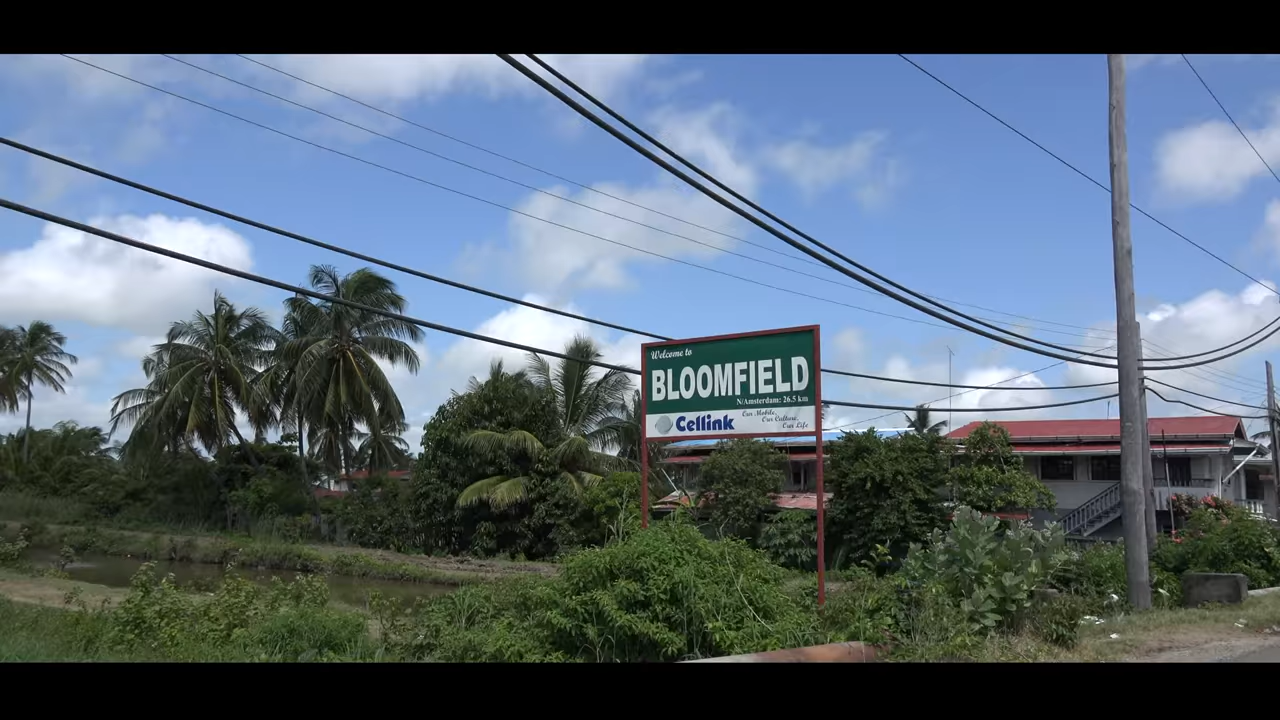 Welcome to
BLOOMFIELD
N/Amsterdam: 26.5 km
Cellink
Our Mobile,
Our Culture,
Our Life